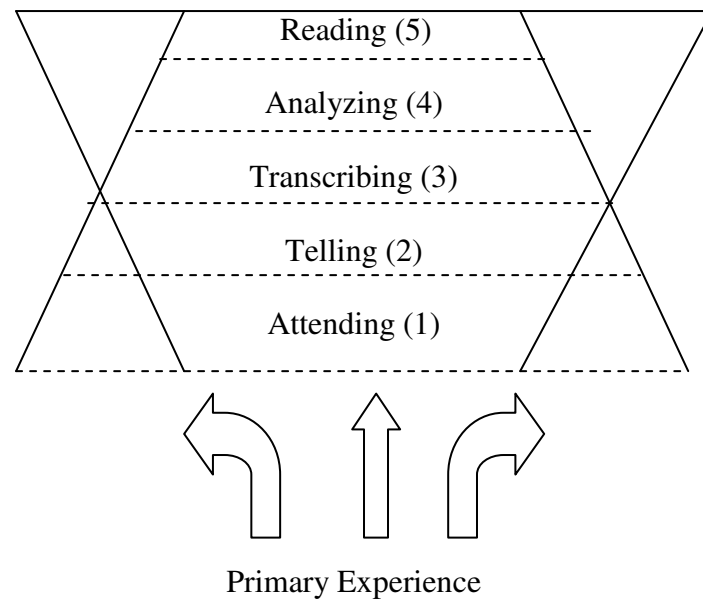 Reading (5)
Analyzing (4)
Transcribing (3)
Telling (2)
Attending (1)
Primary Experience